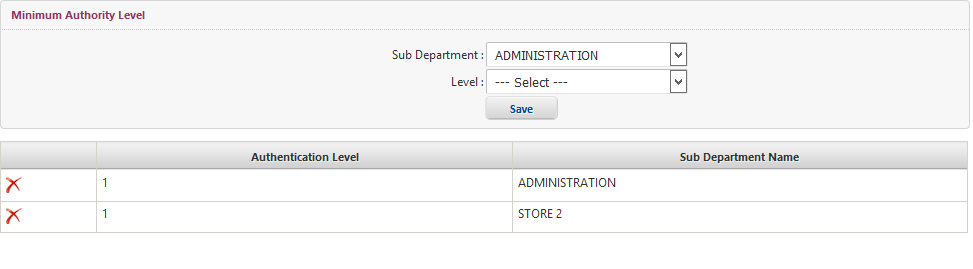 Minimum Authority Level
Sub Department : ADMINISTRATION
Level : --- Select ---
Save
Authentication Level Sub Department Name
1 ADMINISTRATION
1 STORE 2